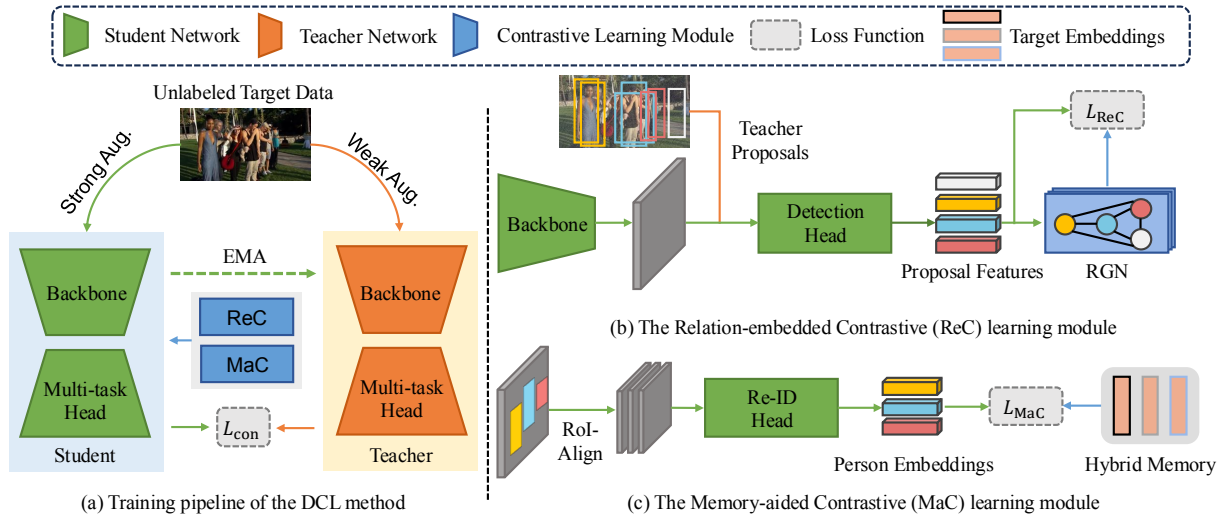 Student Network
Teacher Network
Contrastive Learning Module
Loss Function
Target Embeddings
Unlabeled Target Data
Strong Aug.
Weak Aug.
Backbone
EMA
Backbone
ReC
MaC
Multi-task
Head
Multi-task
Head
L_con
Student
Teacher
(a) Training pipeline of the DCL method
Teacher
Proposals
L_ReC
Backbone
Detection
Head
Proposal Features
RGN
(b) The Relation-embedded Contrastive (ReC) learning module
RoI-
Align
Re-ID
Head
L_MaC
Person Embeddings
Hybrid Memory
(c) The Memory-aided Contrastive (MaC) learning module